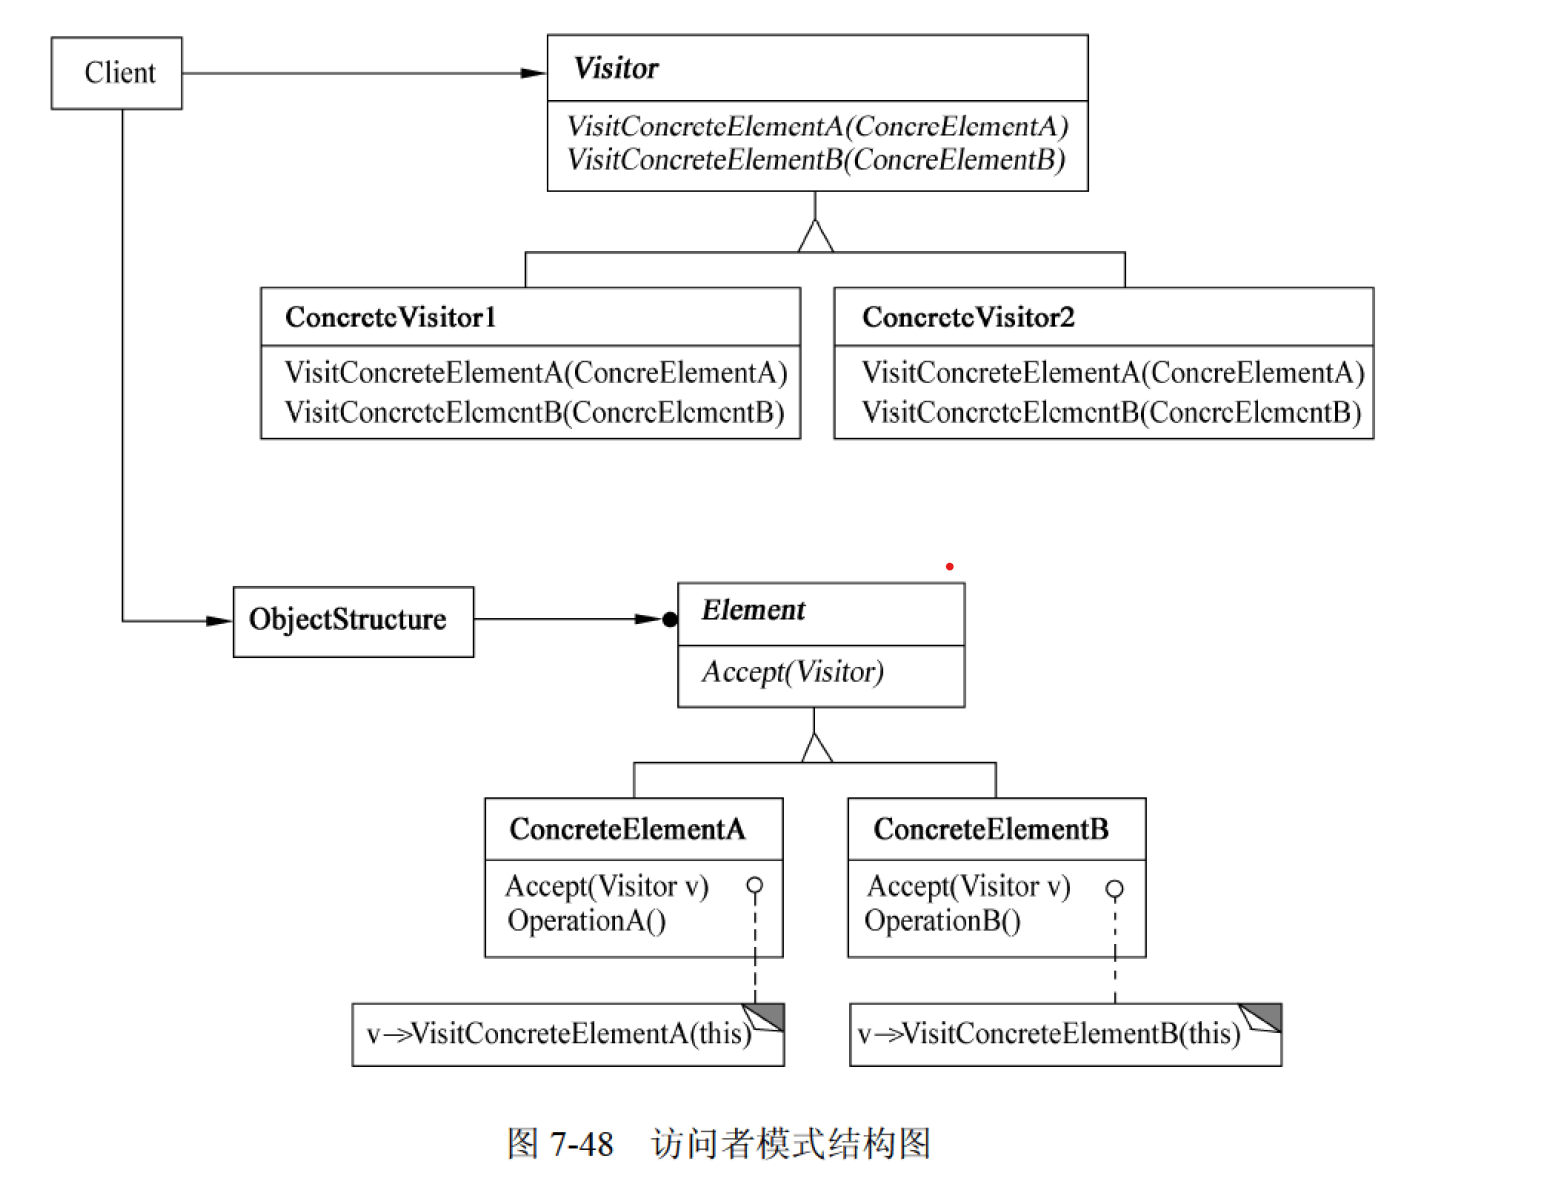 Client
Visitor
VisitConcreteElementA(ConcreElementA)
VisitConcreteElementB(ConcreElementB)
ConcreteVisitor1
VisitConcreteElementA(ConcreElementA)
VisitConcreteElementB(ConcreElementB)
ConcreteVisitor2
VisitConcreteElementA(ConcreElementA)
VisitConcreteElementB(ConcreElementB)
ObjectStructure
Element
Accept(Visitor)
ConcreteElementA
Accept(Visitor v)
OperationA()
ConcreteElementB
Accept(Visitor v)
OperationB()
v->VisitConcreteElementA(this)
v->VisitConcreteElementB(this)
图 7-48 访问者模式结构图